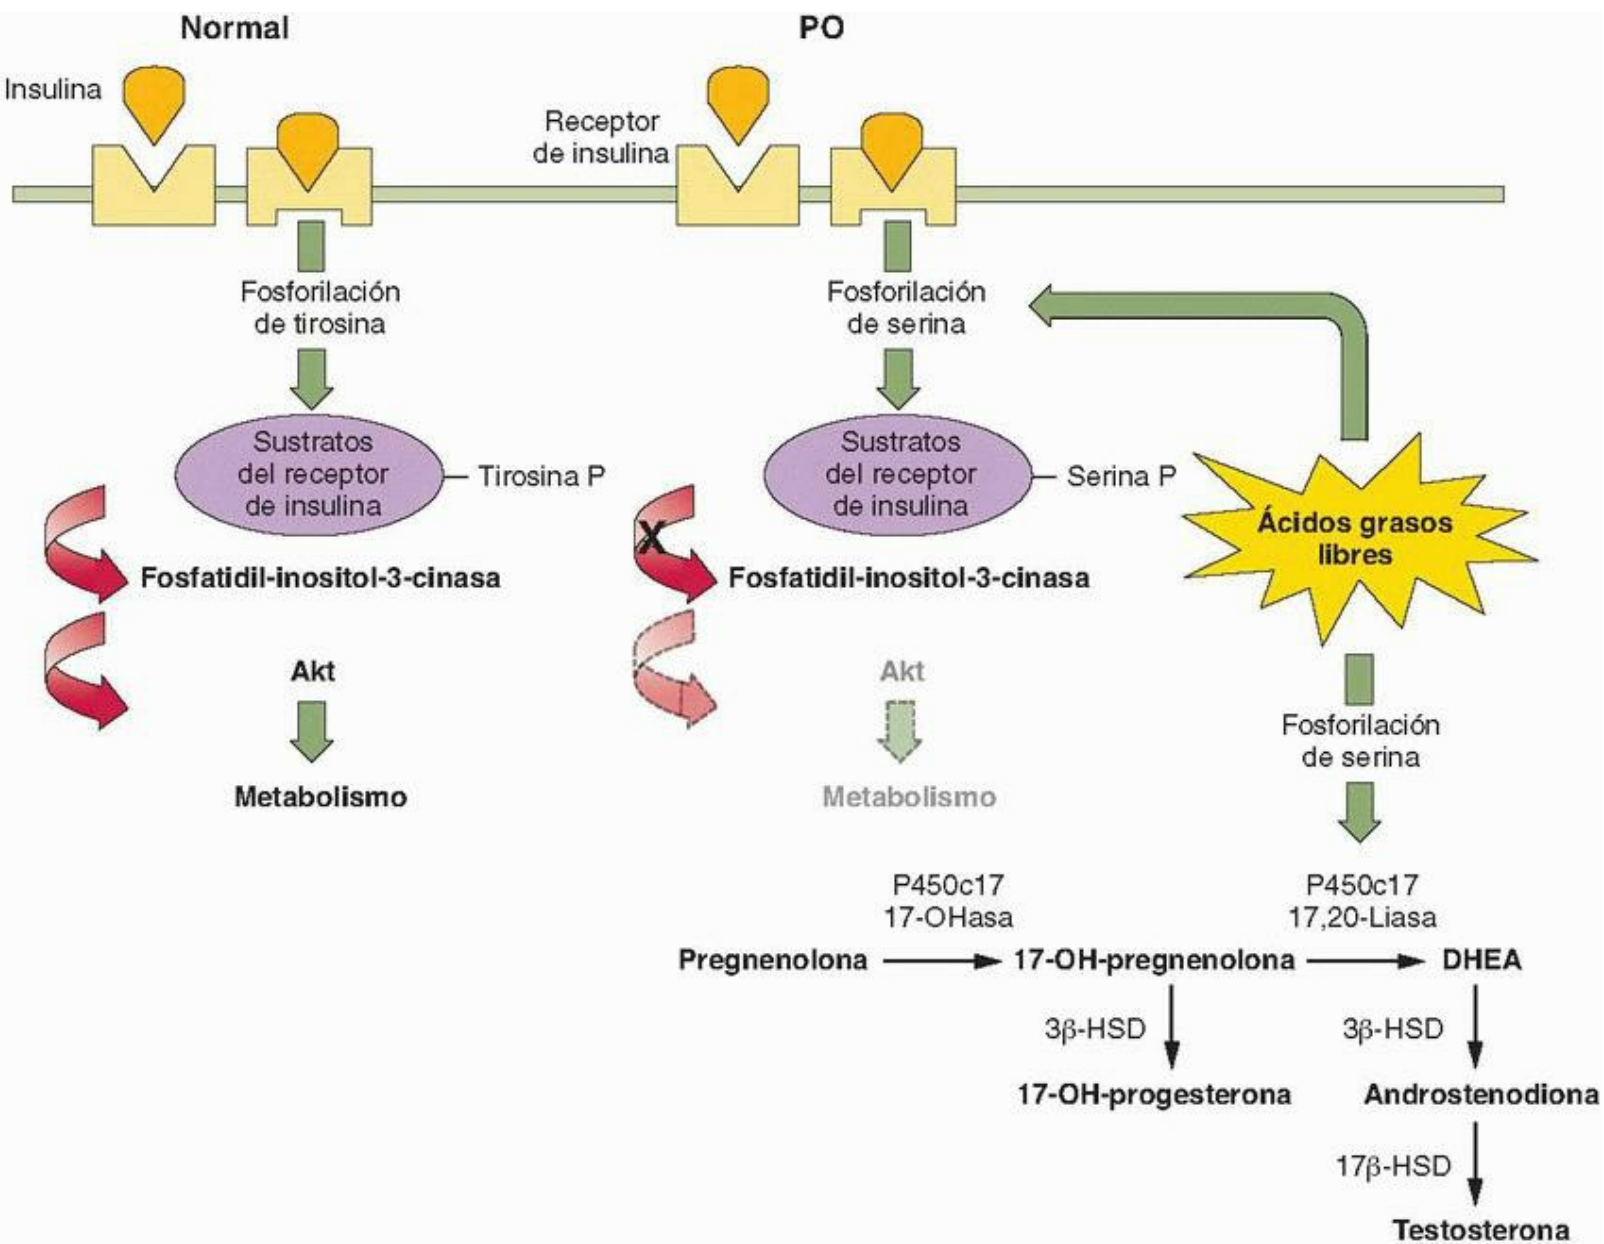 Normal
PO
Insulina
Receptor
de insulina
Fosforilación
de tirosina
Sustratos
del receptor
de insulina
Tirosina P
Fosfatidil-inositol-3-cinasa
Akt
Metabolismo
Fosforilación
de serina
Sustratos
del receptor
de insulina
Serina P
X
Fosfatidil-inositol-3-cinasa
Akt
Metabolismo
Ácidos grasos
libres
Fosforilación
de serina
P450c17
17-OHasa
P450c17
17,20-Liasa
Pregnenolona
17-OH-pregnenolona
DHEA
3β-HSD
3β-HSD
17-OH-progesterona
Androstenodiona
17β-HSD
Testosterona